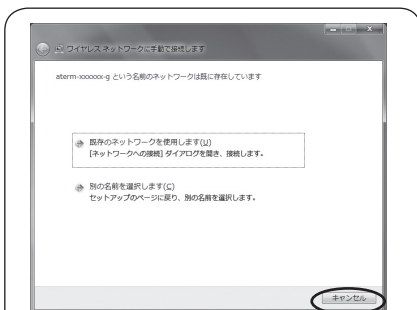 ワイヤレス ネットワークに手動で接続します
aterm-xxxxxx-g という名前のネットワークは既に存在しています
既存のネットワークを使用します(U)
[ネットワークへの接続] ダイアログを開き、接続します。
別の名前を選択します(C)
セットアップのページに戻り、別の名前を選択します。
キャンセル